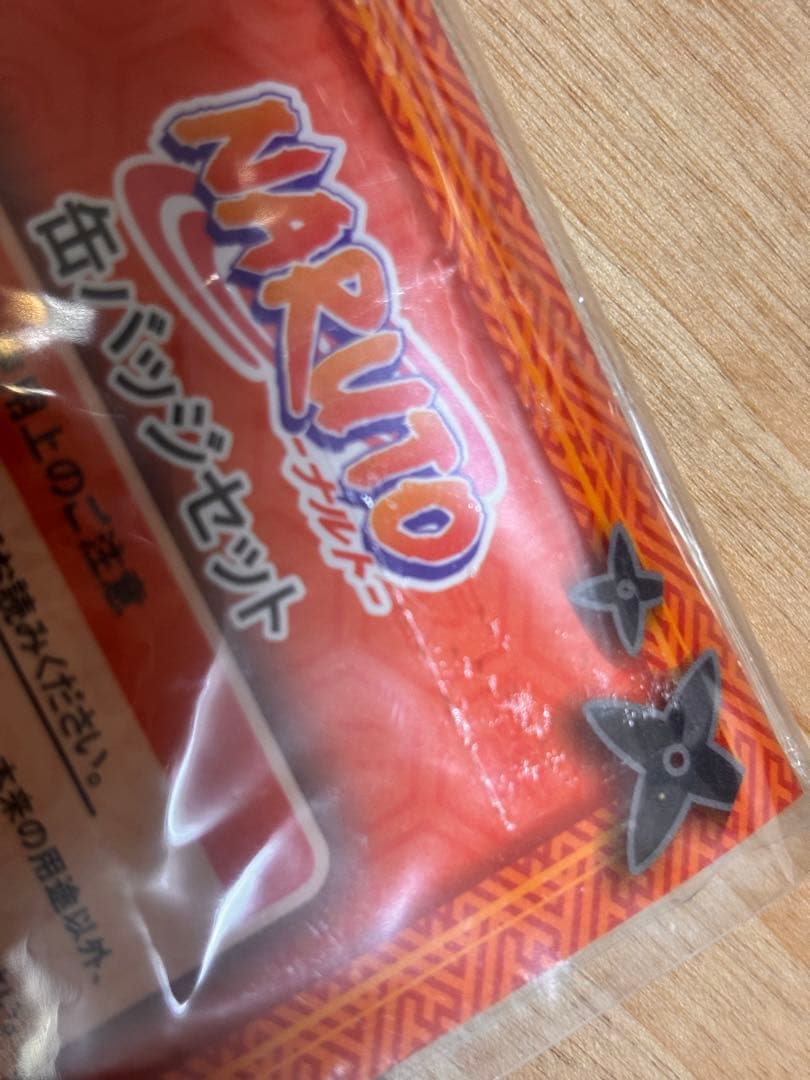 NARUTO
-ナルト-
缶バッジセット
用上のご注意
お読みください。
本来の用途以外、